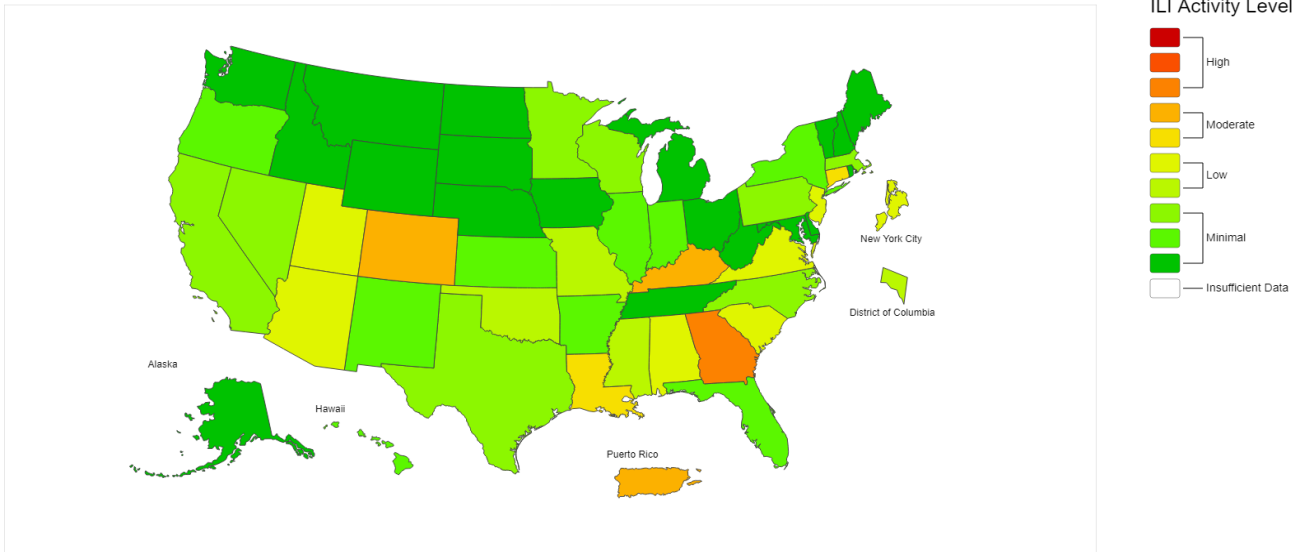 ILI Activity Level
High
Moderate
Low
Minimal
Insufficient Data
New York City
District of Columbia
Alaska
Hawaii
Puerto Rico